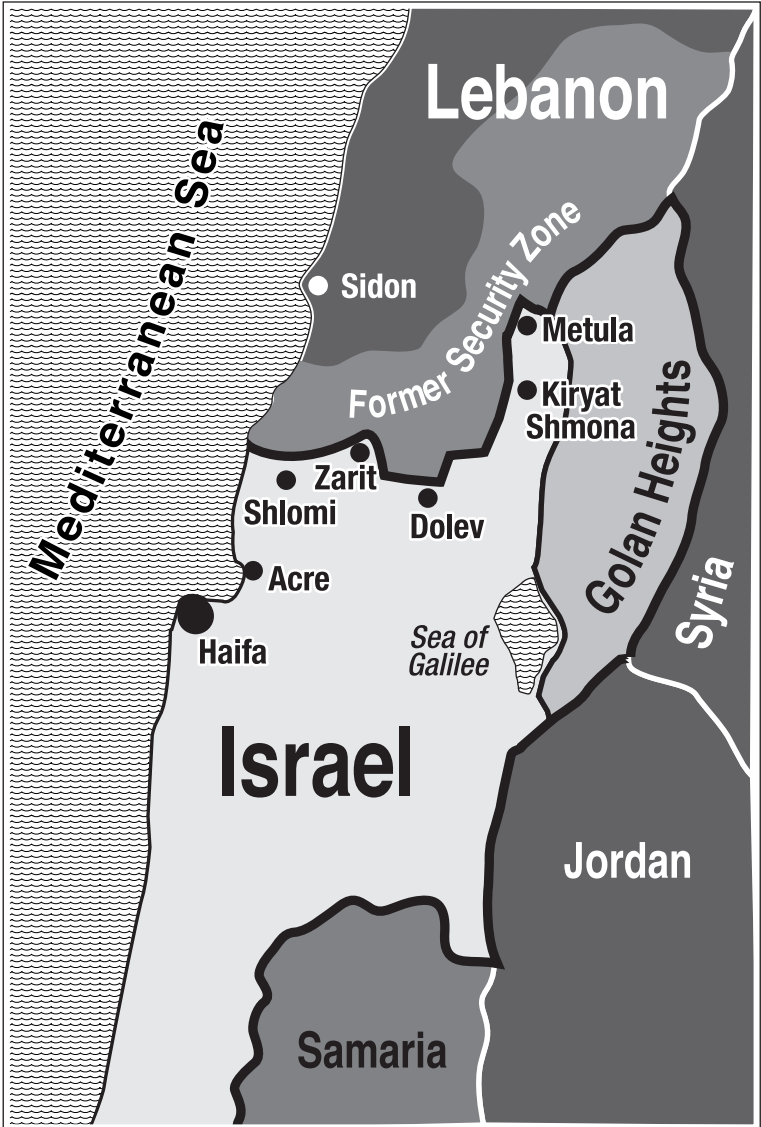 Lebanon
Mediterranean Sea
Former Security Zone
Sidon
Metula
Kiryat
Shmona
Zarit
Shlomi
Dolev
Golan Heights
Syria
Acre
Haifa
Sea of
Galilee
Israel
Jordan
Samaria